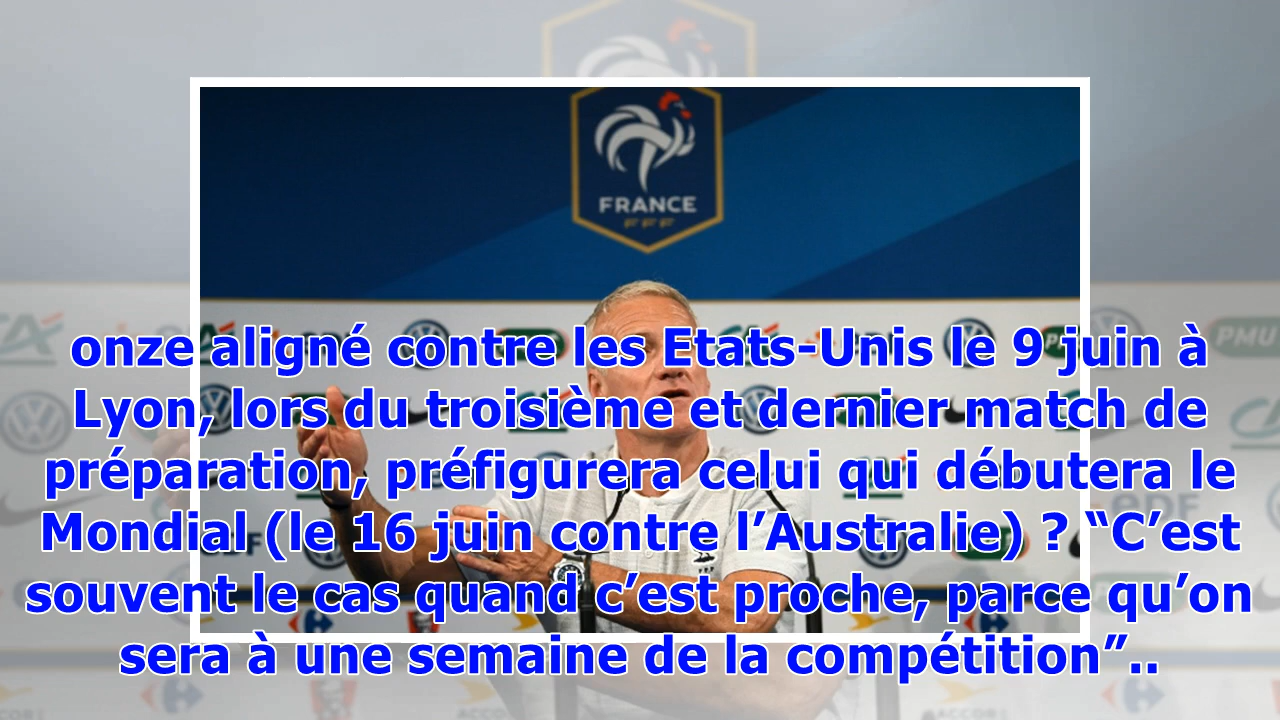 FRANCE
FFF
onze aligné contre les Etats-Unis le 9 juin à
PMU
Lyon, lors du troisième et dernier match de
préparation, préfigurera celui qui débutera le
Mondial (le 16 juin contre l’Australie) ? “C’est
souvent le cas quand c’est proche, parce qu’on
sera à une semaine de la compétition”..